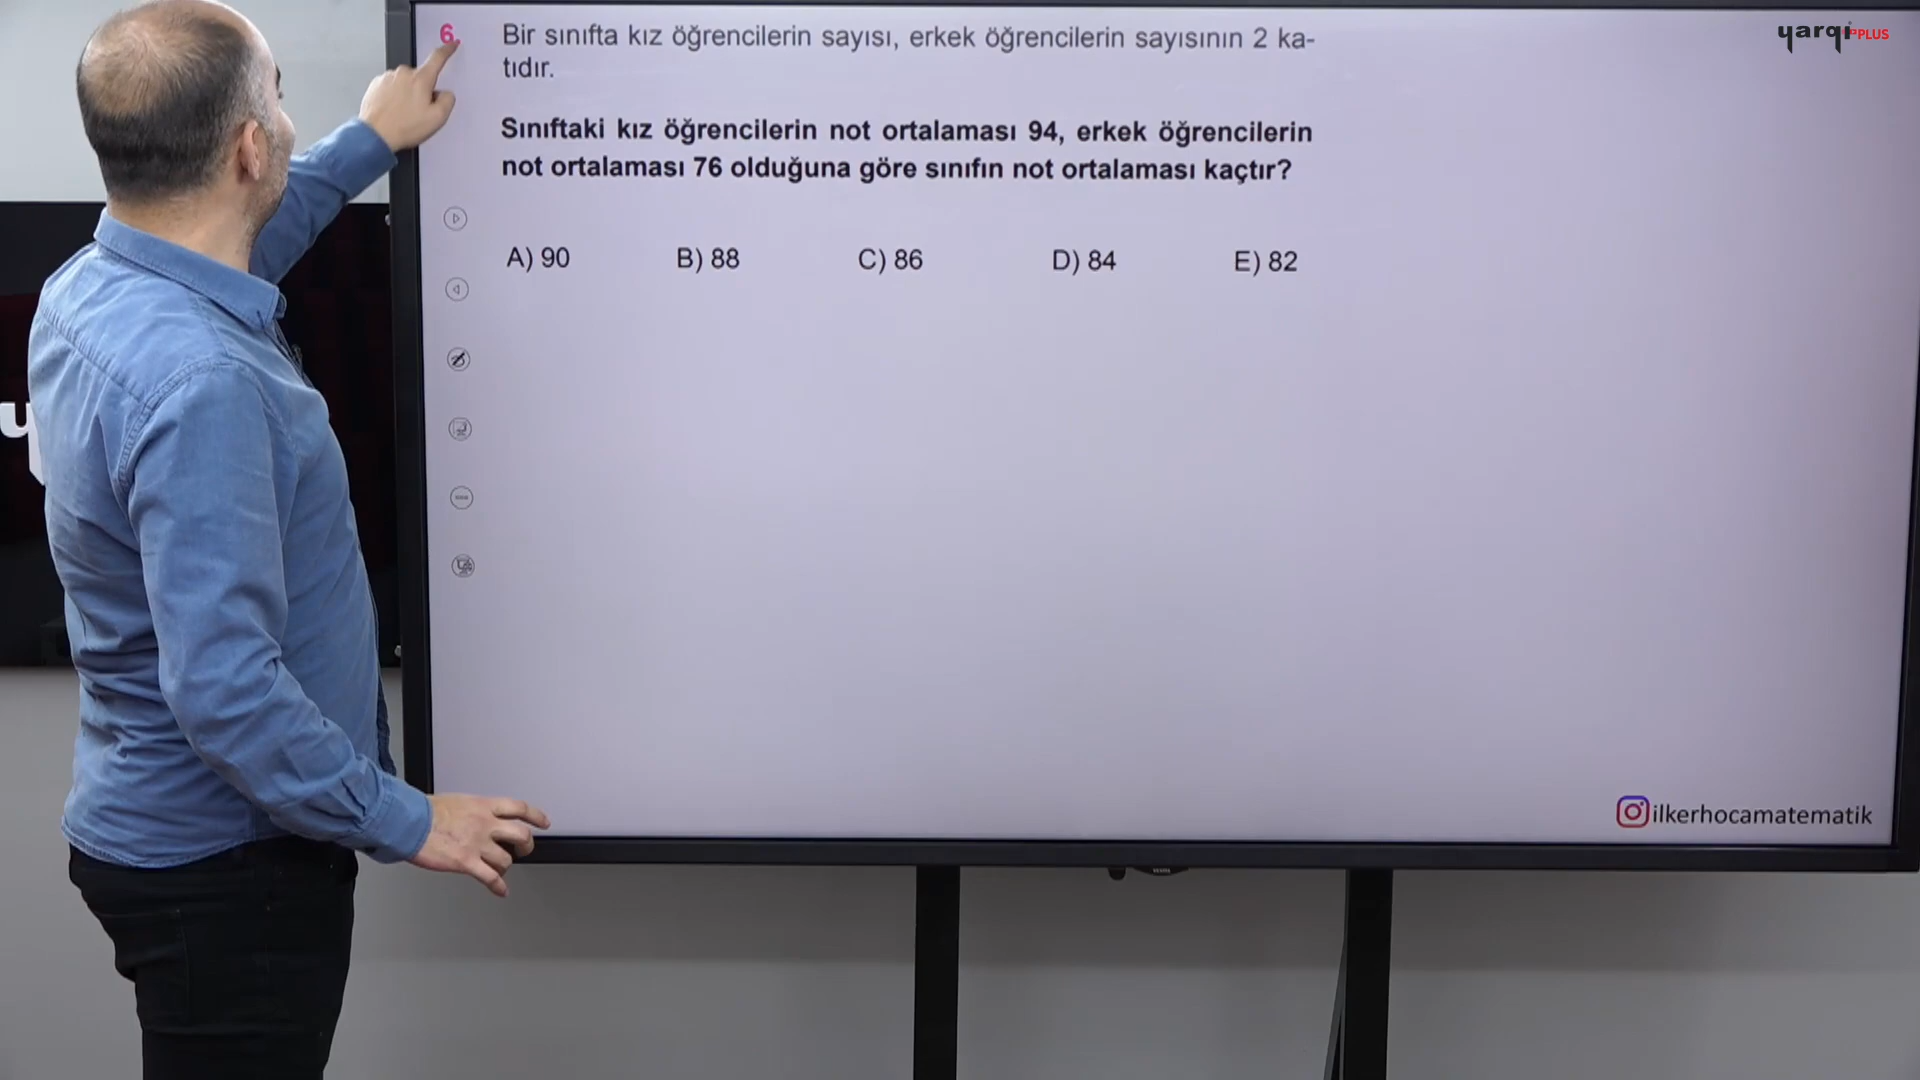 yargı PLUS
6. Bir sınıfta kız öğrencilerin sayısı, erkek öğrencilerin sayısının 2 ka-
tıdır.
Sınıftaki kız öğrencilerin not ortalaması 94, erkek öğrencilerin
not ortalaması 76 olduğuna göre sınıfın not ortalaması kaçtır?
A) 90 B) 88 C) 86 D) 84 E) 82
ilkerhocamatematik